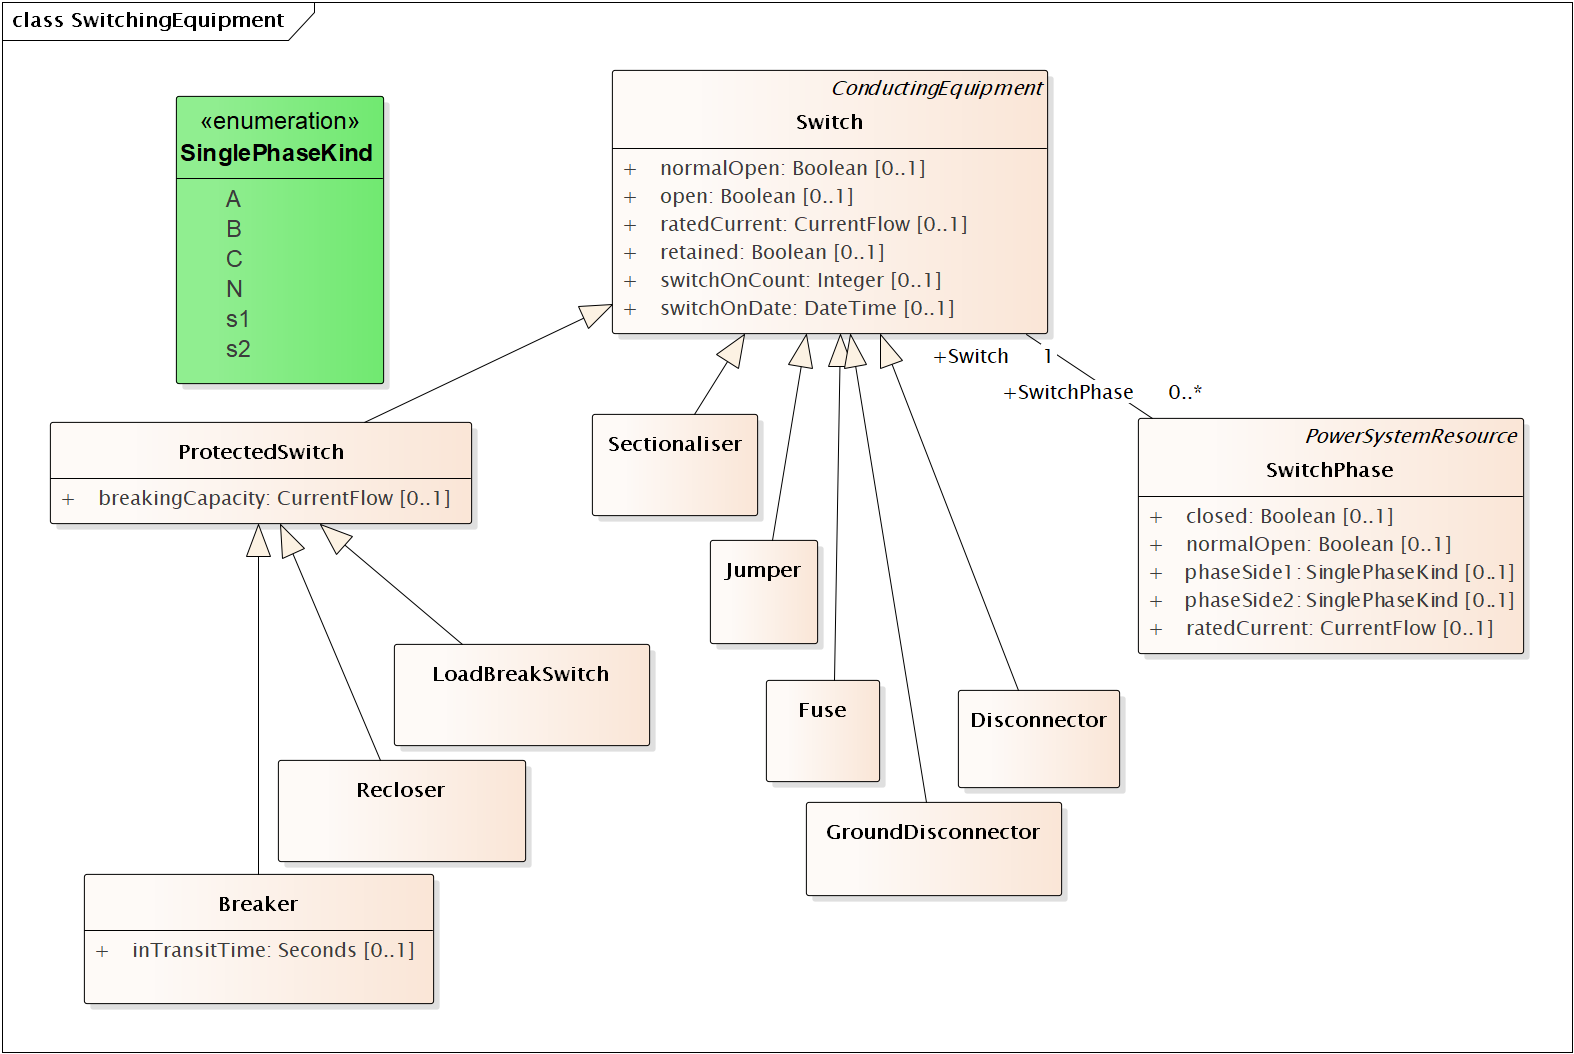 class SwitchingEquipment
«enumeration»
SinglePhaseKind
A
B
C
N
s1
s2
ConductingEquipment
Switch
+ normalOpen: Boolean [0..1]
+ open: Boolean [0..1]
+ ratedCurrent: CurrentFlow [0..1]
+ retained: Boolean [0..1]
+ switchOnCount: Integer [0..1]
+ switchOnDate: DateTime [0..1]
+Switch 1
+SwitchPhase 0..*
PowerSystemResource
SwitchPhase
+ closed: Boolean [0..1]
+ normalOpen: Boolean [0..1]
+ phaseSide1: SinglePhaseKind [0..1]
+ phaseSide2: SinglePhaseKind [0..1]
+ ratedCurrent: CurrentFlow [0..1]
ProtectedSwitch
+ breakingCapacity: CurrentFlow [0..1]
Sectionaliser
Jumper
LoadBreakSwitch
Fuse
Disconnector
Recloser
GroundDisconnector
Breaker
+ inTransitTime: Seconds [0..1]